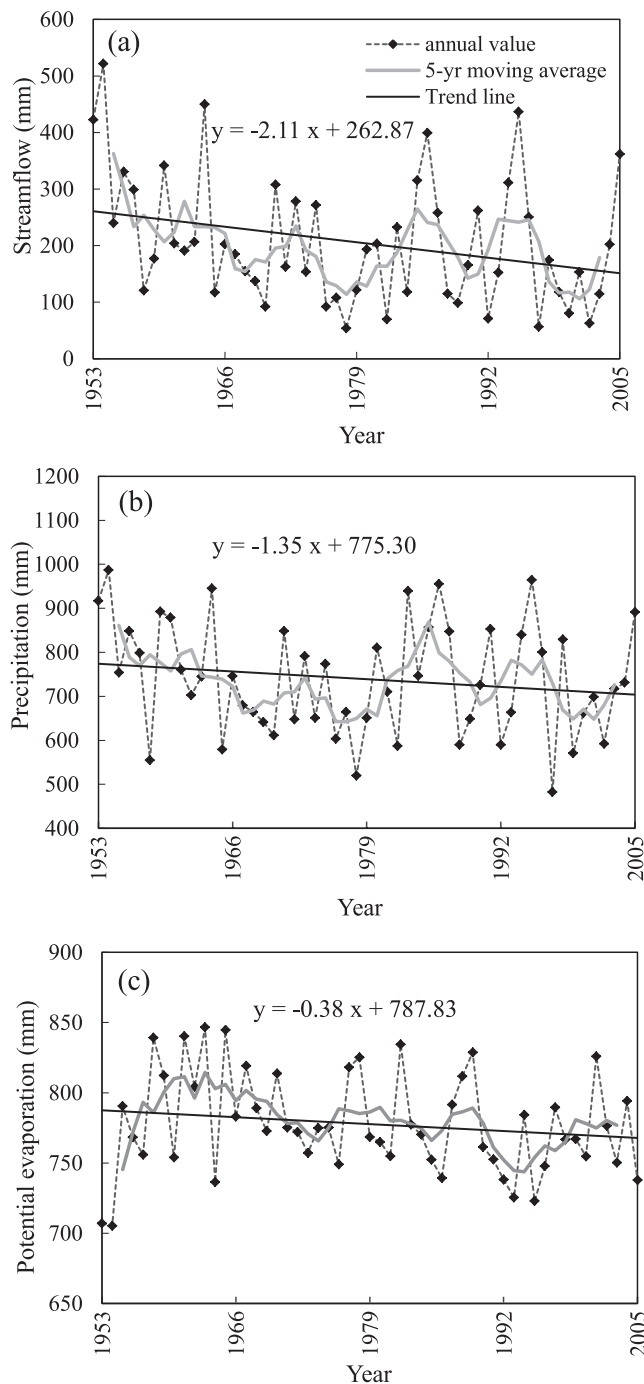 (a)
annual value
5-yr moving average
Trend line
y = -2.11 x + 262.87
Streamflow (mm)
600
500
400
300
200
100
0
1953
1966
1979
1992
2005
Year
(b)
y = -1.35 x + 775.30
Precipitation (mm)
1200
1100
1000
900
800
700
600
500
400
1953
1966
1979
1992
2005
Year
(c)
y = -0.38 x + 787.83
Potential evaporation (mm)
900
850
800
750
700
650
1953
1966
1979
1992
2005
Year